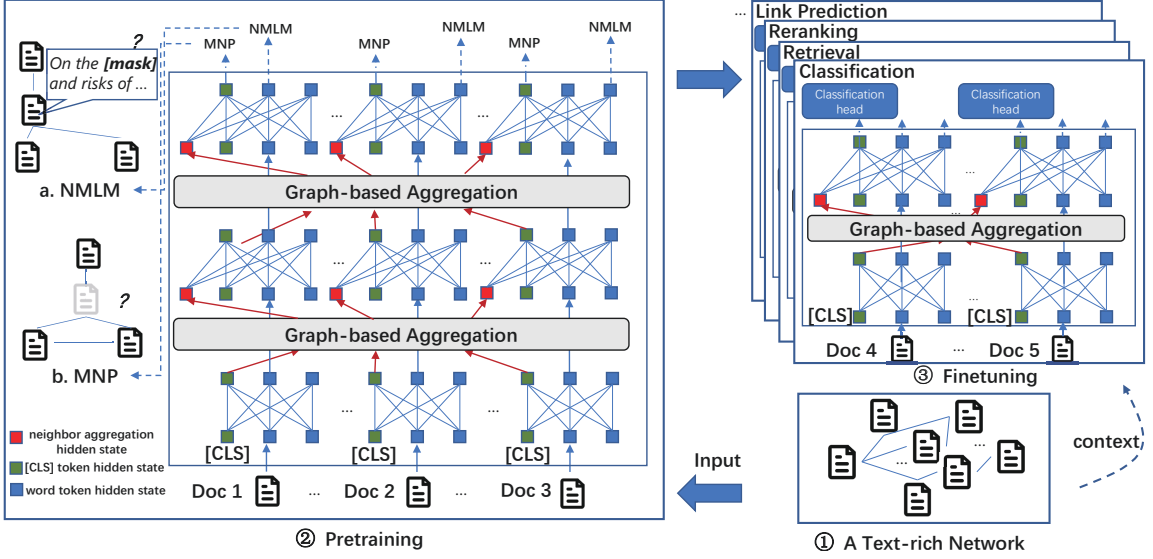 MNP
NMLM
MNP
NMLM
MNP
NMLM
?
On the [mask]
and risks of ...
a. NMLM
?
b. MNP
... ... 
Graph-based Aggregation
... ...
Graph-based Aggregation
... ...
[CLS] [CLS] [CLS]
Doc 1 ... Doc 2 ... Doc 3
neighbor aggregation
hidden state
[CLS] token hidden state
word token hidden state
② Pretraining
... Link Prediction
Reranking
Retrieval
Classification
Classification
head
Classification
head
...
...
Graph-based Aggregation
...
[CLS] [CLS]
Doc 4 ... Doc 5
③ Finetuning
Input
context
...
...
① A Text-rich Network